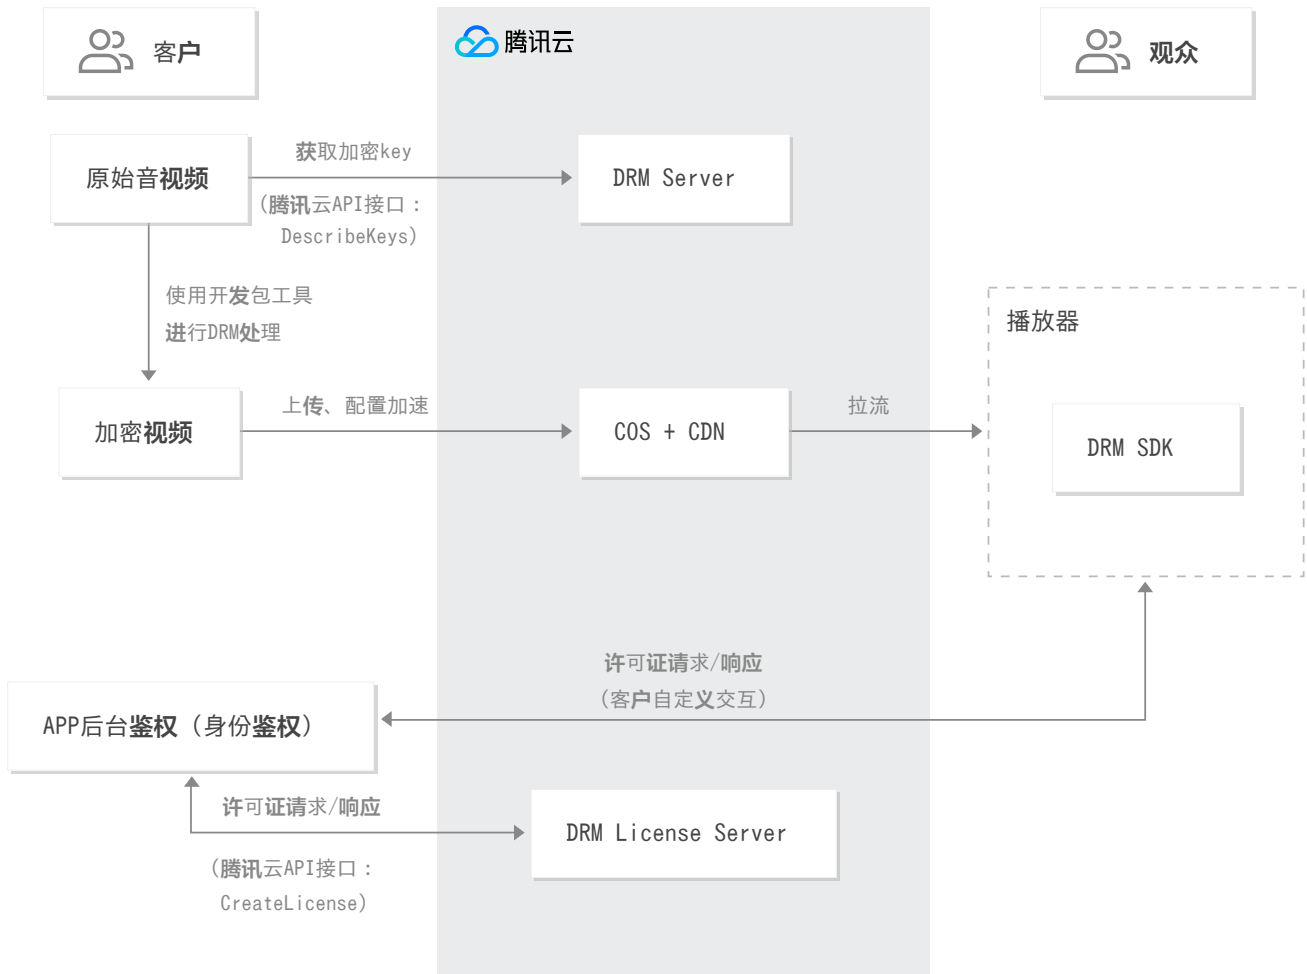 客户
腾讯云
观众
原始音视频
获取加密key
(腾讯云API接口：
DescribeKeys)
DRM Server
使用开发包工具
进行DRM处理
播放器
加密视频
上传、配置加速
COS + CDN
拉流
DRM SDK
许可证请求/响应
(客户自定义交互)
APP后台鉴权（身份鉴权）
许可证请求/响应
(腾讯云API接口：
CreateLicense)
DRM License Server